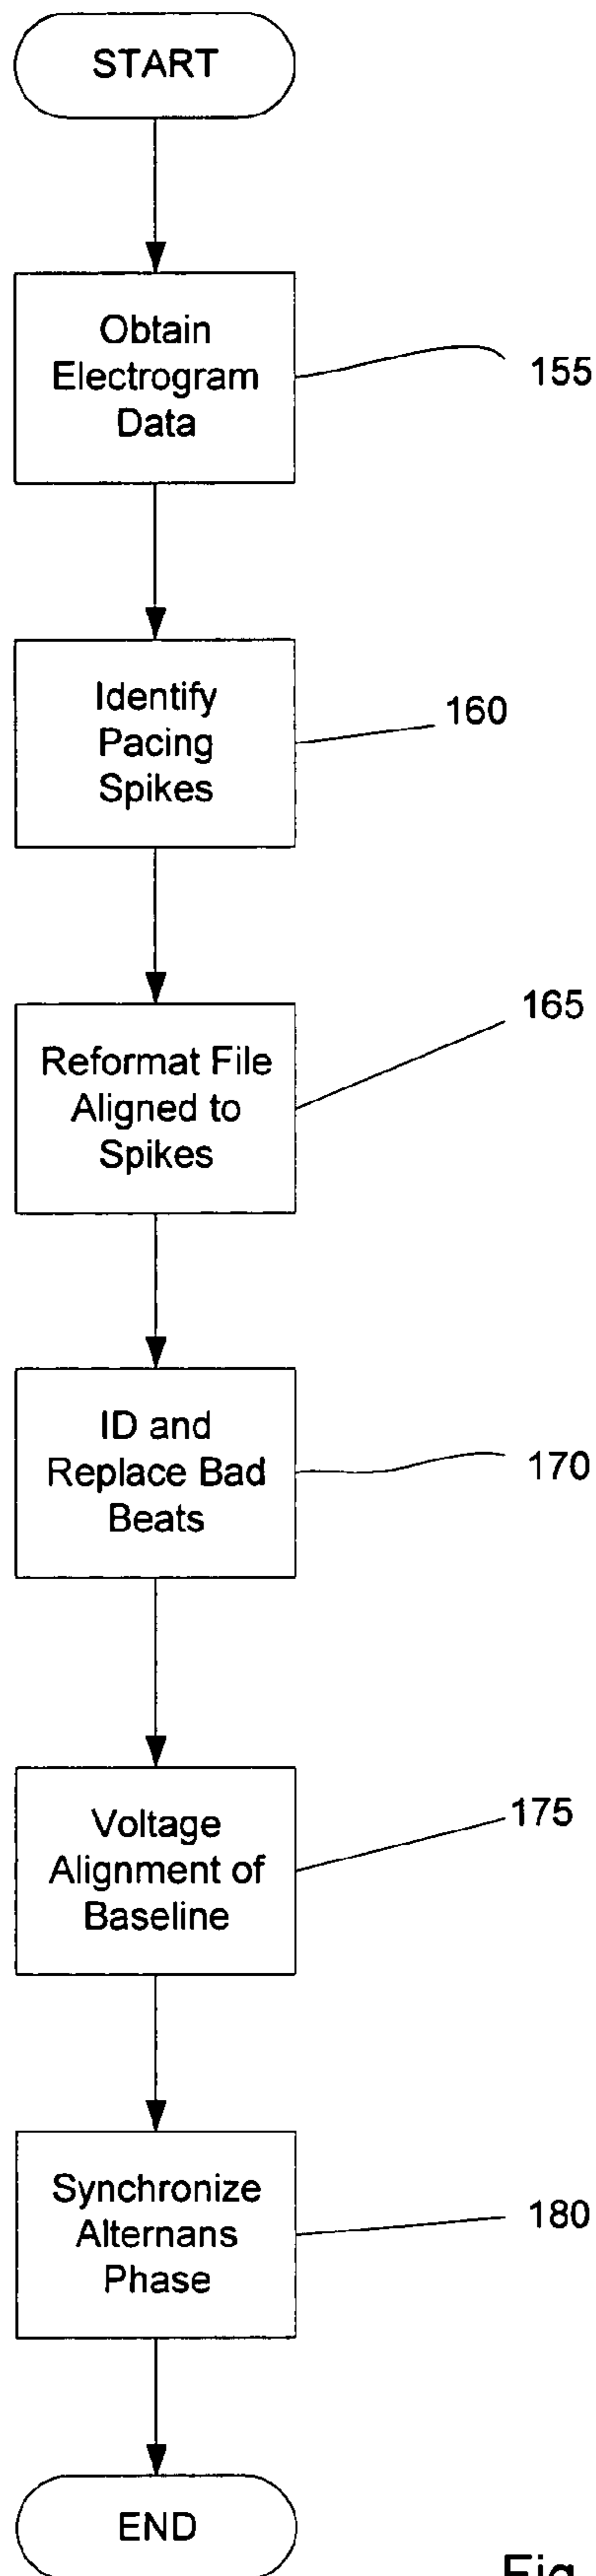 START
Obtain
Electrogram
Data
155
Identify
Pacing
Spikes
160
Reformat File
Aligned to
Spikes
165
ID and
Replace Bad
Beats
170
Voltage
Alignment of
Baseline
175
Synchronize
Alternans
Phase
180
END
Fig